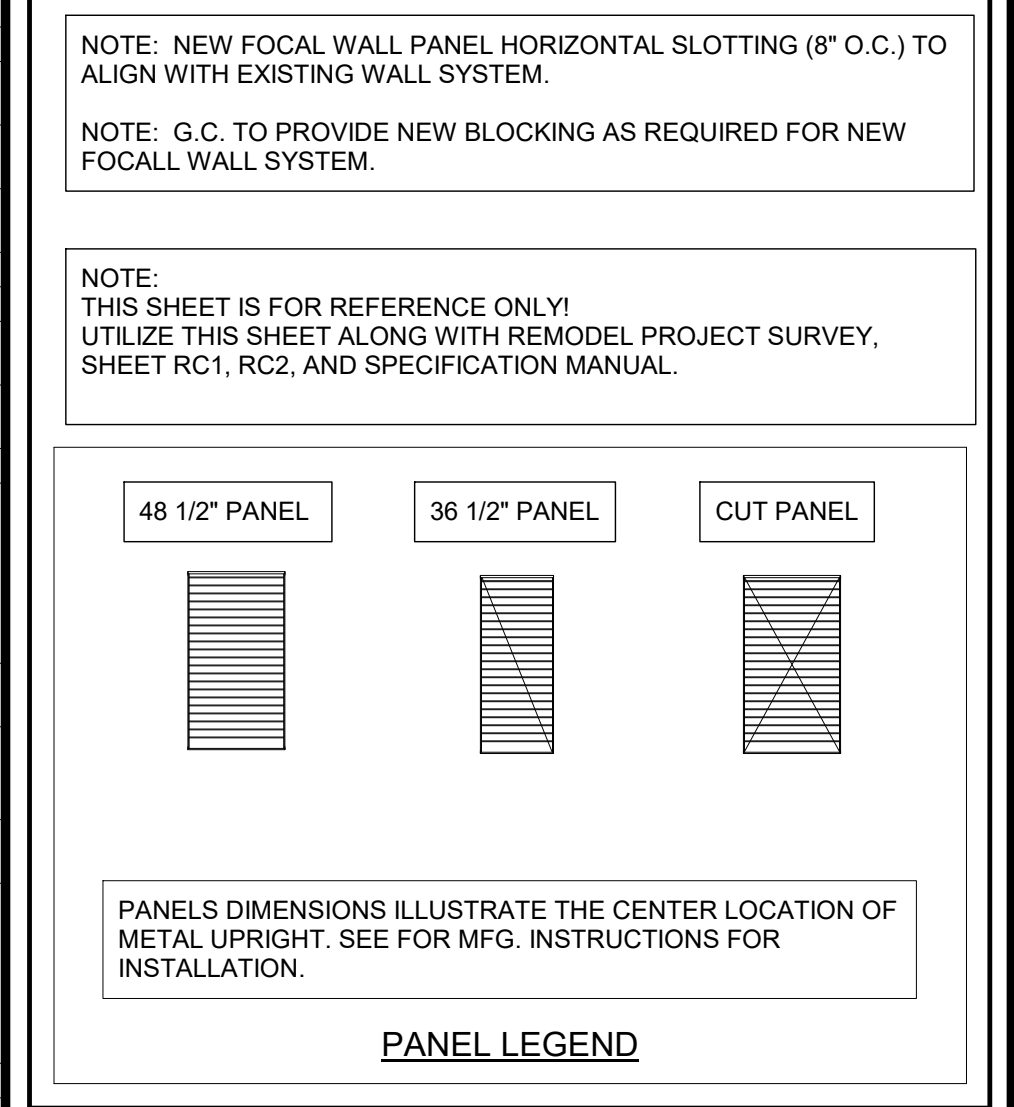 NOTE:  NEW FOCAL WALL PANEL HORIZONTAL SLOTTING (8" O.C.) TO
ALIGN WITH EXISTING WALL SYSTEM.
NOTE:  G.C. TO PROVIDE NEW BLOCKING AS REQUIRED FOR NEW
FOCALL WALL SYSTEM.
NOTE:
THIS SHEET IS FOR REFERENCE ONLY!
UTILIZE THIS SHEET ALONG WITH REMODEL PROJECT SURVEY,
SHEET RC1, RC2, AND SPECIFICATION MANUAL.
48 1/2" PANEL
36 1/2" PANEL
CUT PANEL
PANELS DIMENSIONS ILLUSTRATE THE CENTER LOCATION OF
METAL UPRIGHT. SEE FOR MFG. INSTRUCTIONS FOR
INSTALLATION.
PANEL LEGEND